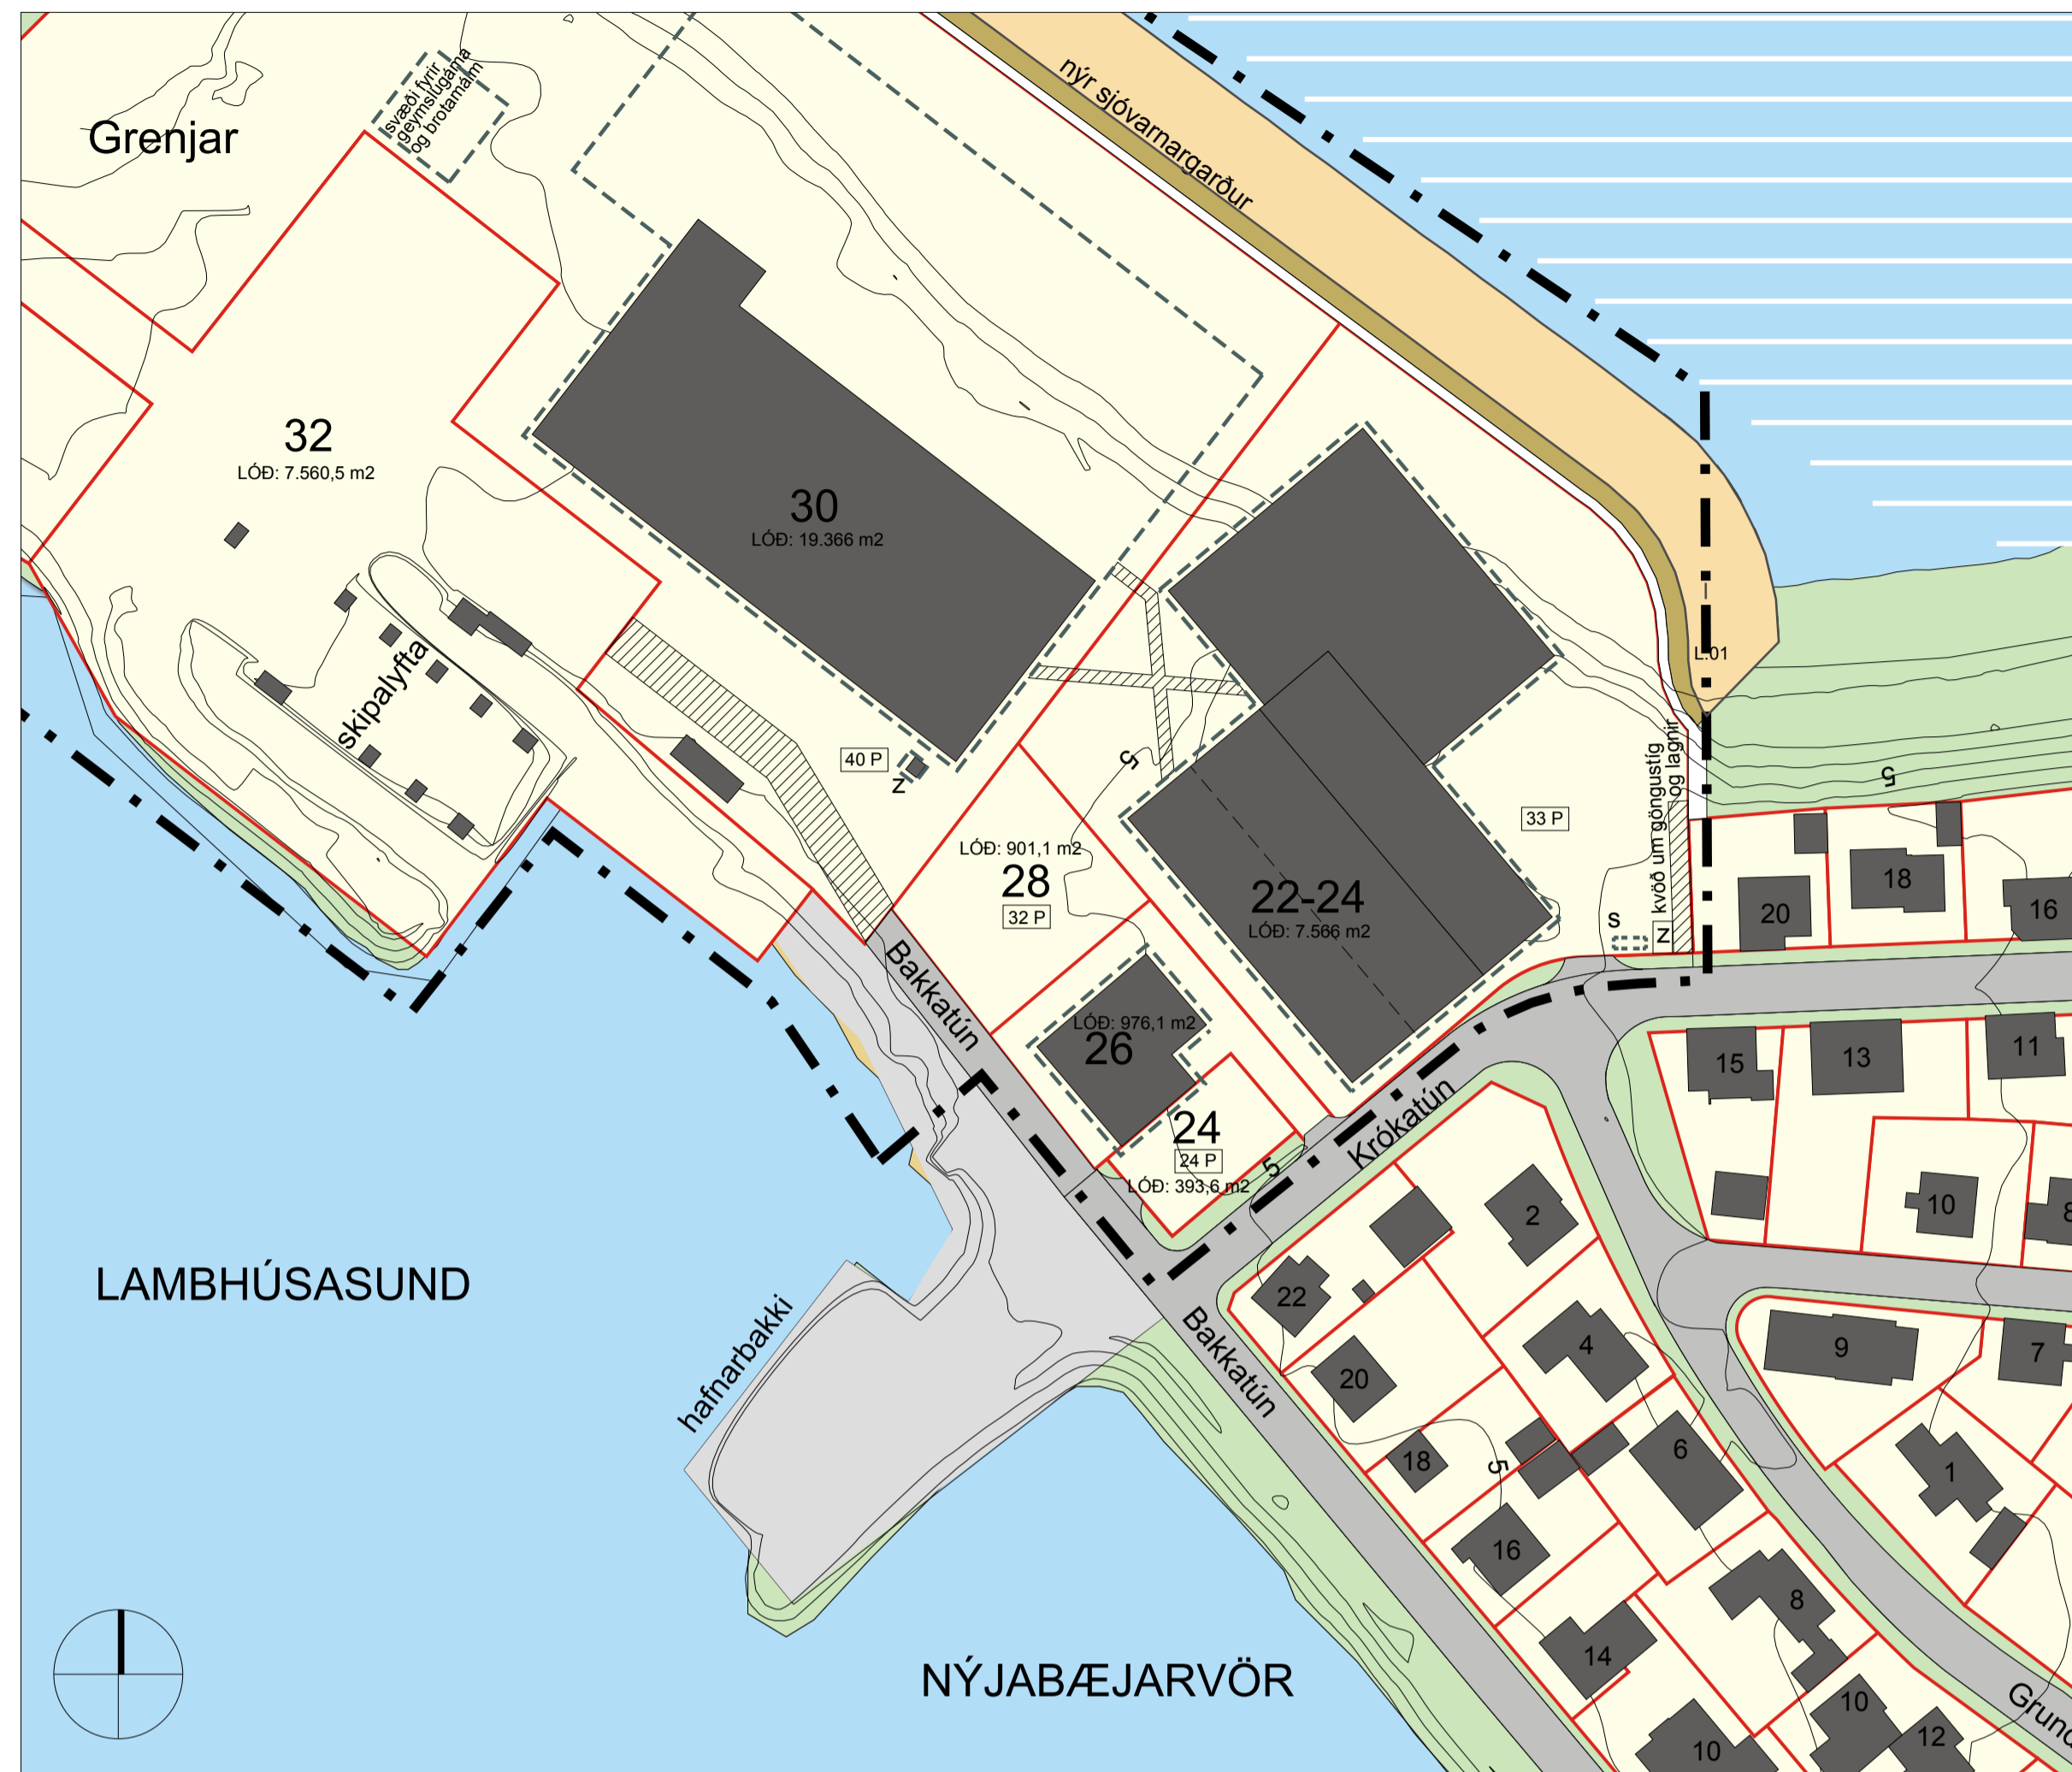 svæði fyrir
geymslugáma
og brotamálm
Grenjar
nýr sjóvarnargarður
32
LÓÐ: 7.560,5 m2
30
LÓÐ: 19.366 m2
skipalyfta
L.01
40 P
Z
5
33 P
kvöð um göngustíg
og lagnir
5
LÓÐ: 901,1 m2
28
32 P
22-24
LÓÐ: 7.566 m2
S
Z
20
18
16
Bakkatún
LÓÐ: 976,1 m2
26
15
13
11
24
24 P
LÓÐ: 393,6 m2
5
Krókatún
2
10
8
LAMBHÚSASUND
hafnarbakki
22
Bakkatún
4
9
7
20
18
5
6
1
16
8
14
NÝJABÆJARVÖR
10
10
12